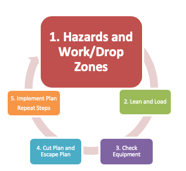 1. Hazards and
Work/Drop
Zones
2. Lean and Load
3. Check
Equipment
4. Cut Plan and
Escape Plan
5. Implement Plan
Repeat Steps